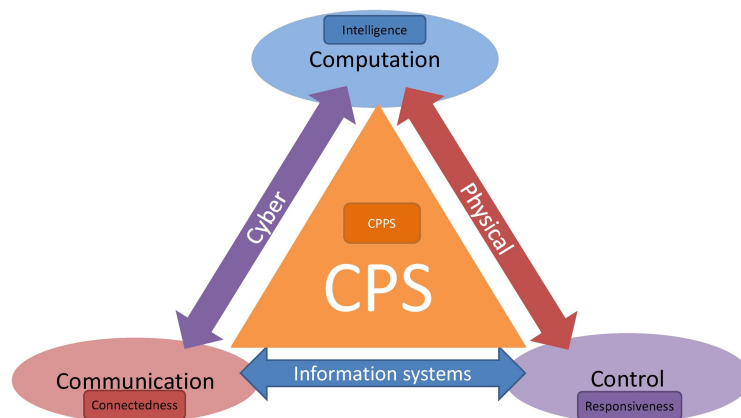 Intelligence
Computation
Cyber
Physical
CPPS
CPS
Information systems
Communication
Connectedness
Control
Responsiveness